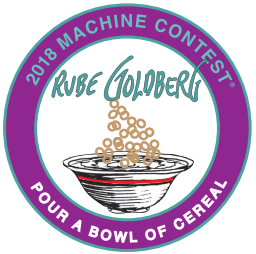 2018 MACHINE CONTEST®
RUBE GOLDBERG
POUR A BOWL OF CEREAL